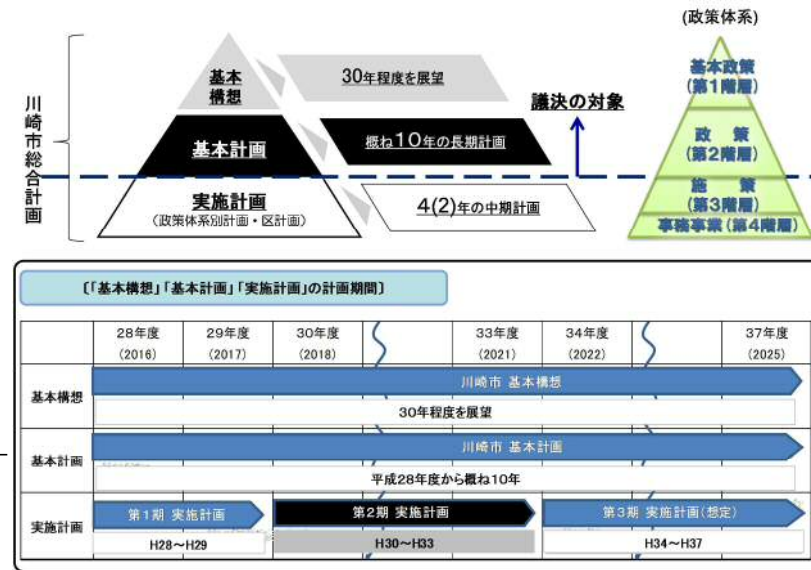 (政策体系)
川崎市総合計画
基本
構想
30年程度を展望
議決の対象
基本計画
概ね10年の長期計画
実施計画
(政策体系別計画・区計画)
4(2)年の中期計画
基本政策
(第1階層)
政 策
(第2階層)
施 策
(第3階層)
事務事業(第4階層)
〔「基本構想」「基本計画」「実施計画」の計画期間〕
28年度 29年度 30年度 33年度 34年度 37年度
(2016) (2017) (2018) (2021) (2022) (2025)
基本構想
川崎市 基本構想
30年程度を展望
基本計画
川崎市 基本計画
平成28年度から概ね10年
実施計画
第1期 実施計画 第2期 実施計画 第3期 実施計画(想定)
H28~H29 H30~H33 H34~H37